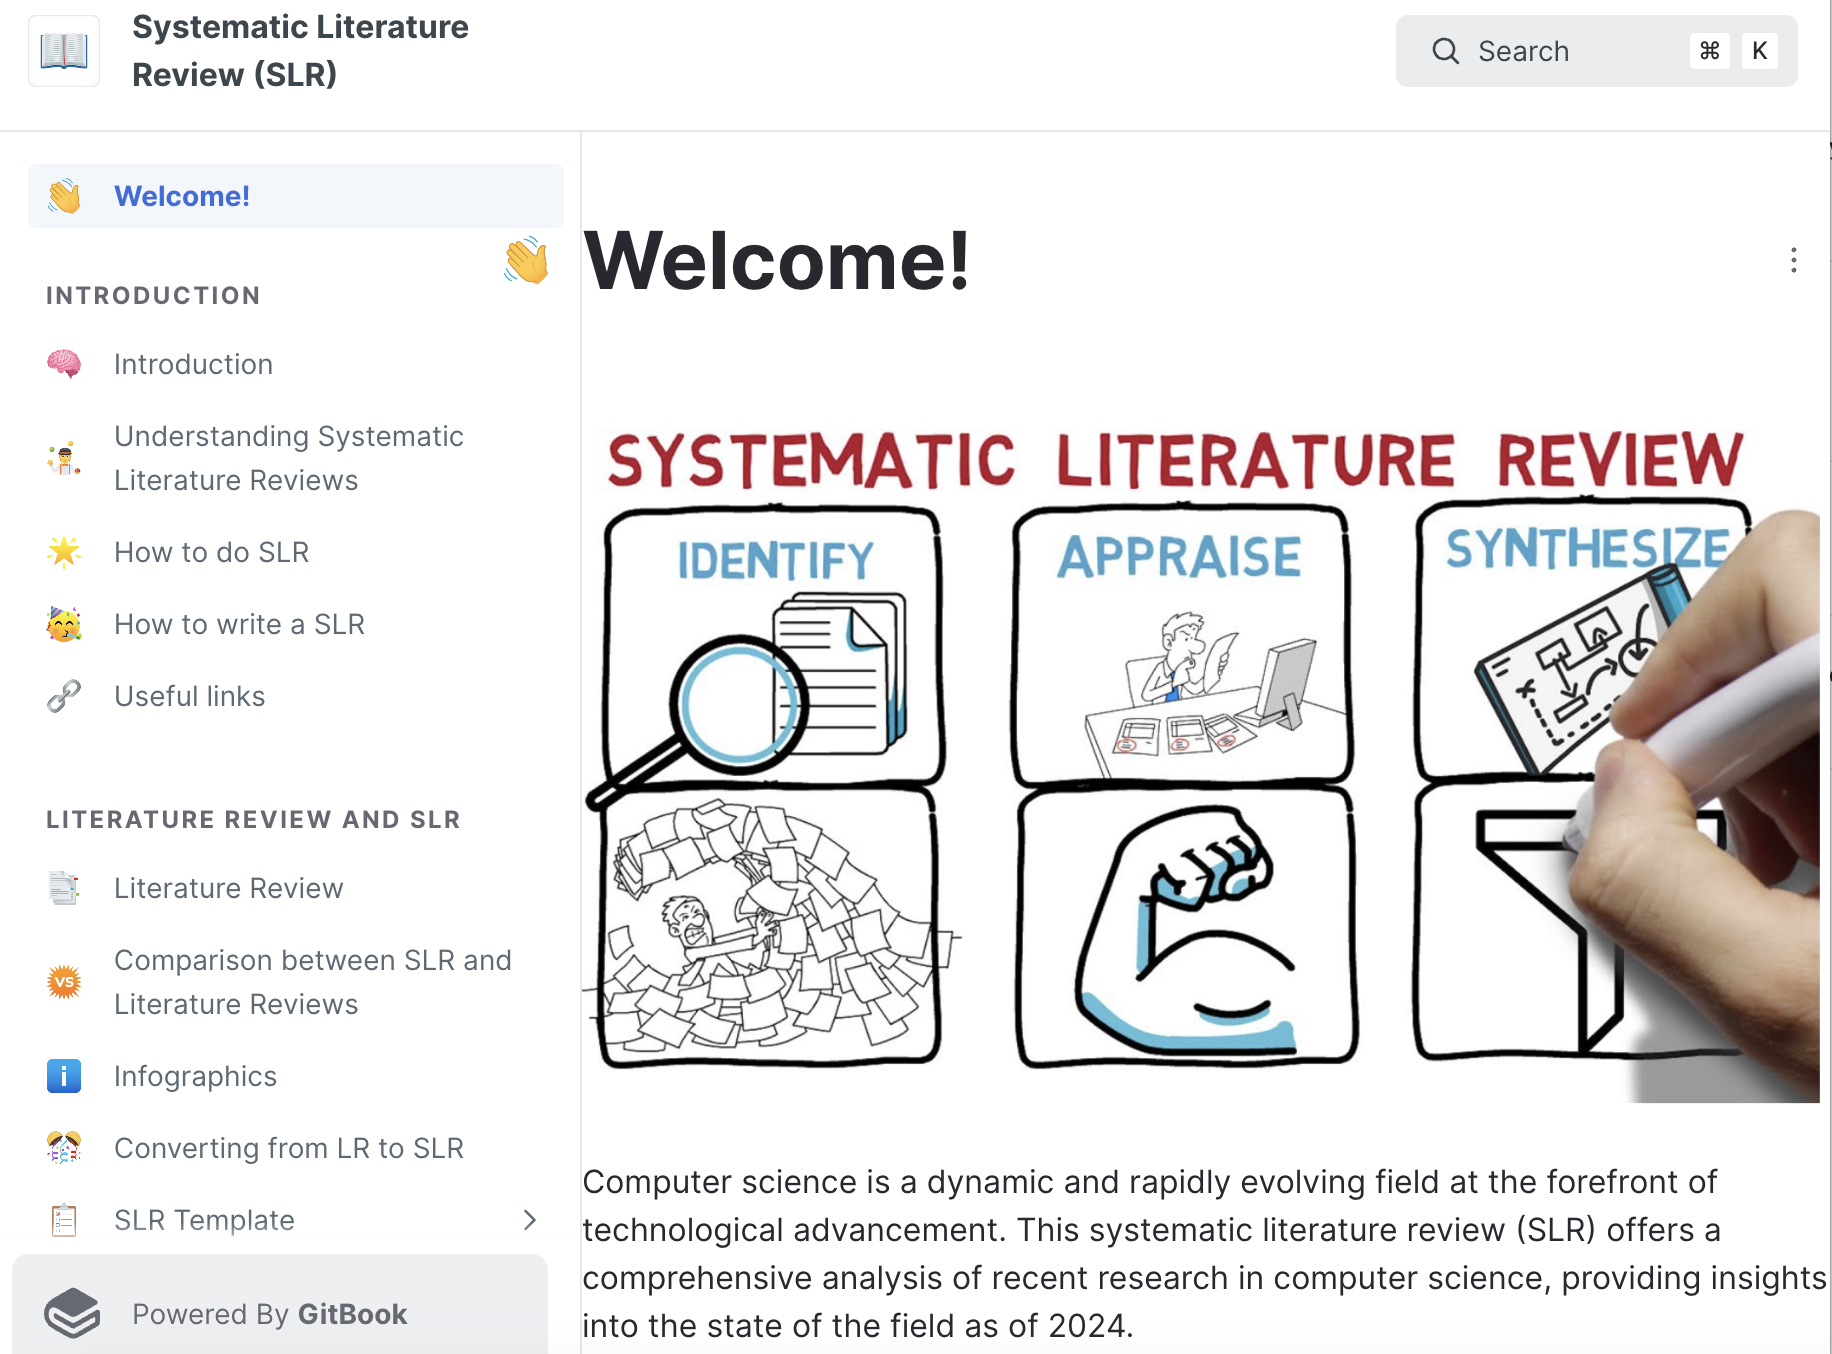 Systematic Literature
Review (SLR)
Search
⌘ K
Welcome!
INTRODUCTION
Introduction
Understanding Systematic
Literature Reviews
How to do SLR
How to write a SLR
Useful links
LITERATURE REVIEW AND SLR
Literature Review
VS
Comparison between SLR and
Literature Reviews
i
Infographics
Converting from LR to SLR
SLR Template
Powered By GitBook
Welcome!
SYSTEMATIC LITERATURE REVIEW
IDENTIFY
APPRAISE
SYNTHESIZE
Computer science is a dynamic and rapidly evolving field at the forefront of
technological advancement. This systematic literature review (SLR) offers a
comprehensive analysis of recent research in computer science, providing insights
into the state of the field as of 2024.